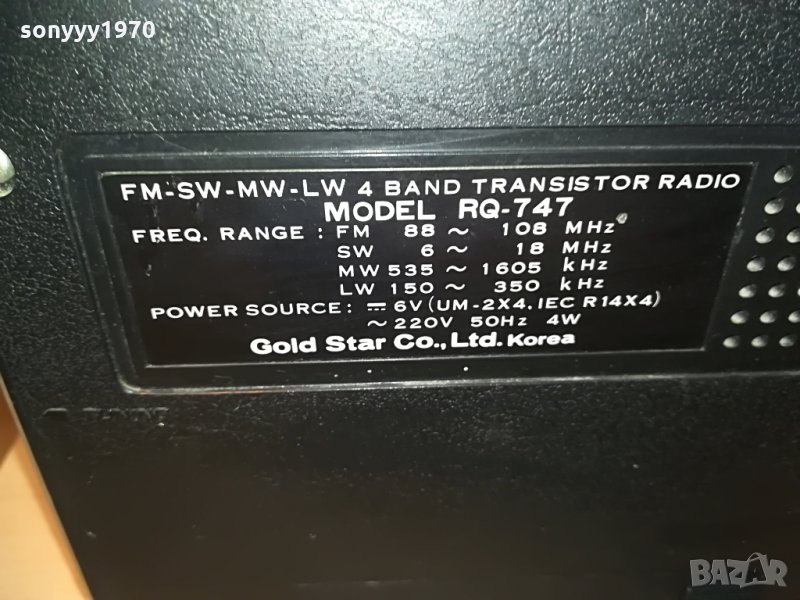 sonyyy1970
FM-SW-MW-LW 4 BAND TRANSISTOR RADIO
MODEL RQ-747
FREQ. RANGE : FM 88 ~ 108 MHz
SW 6 ~ 18 MHz
MW 535 ~ 1605 kHz
LW 150 ~ 350 kHz
POWER SOURCE: ⎓ 6V (UM-2X4, IEC R14X4)
~ 220V 50Hz 4W
Gold Star Co., Ltd. Korea
BAZAR